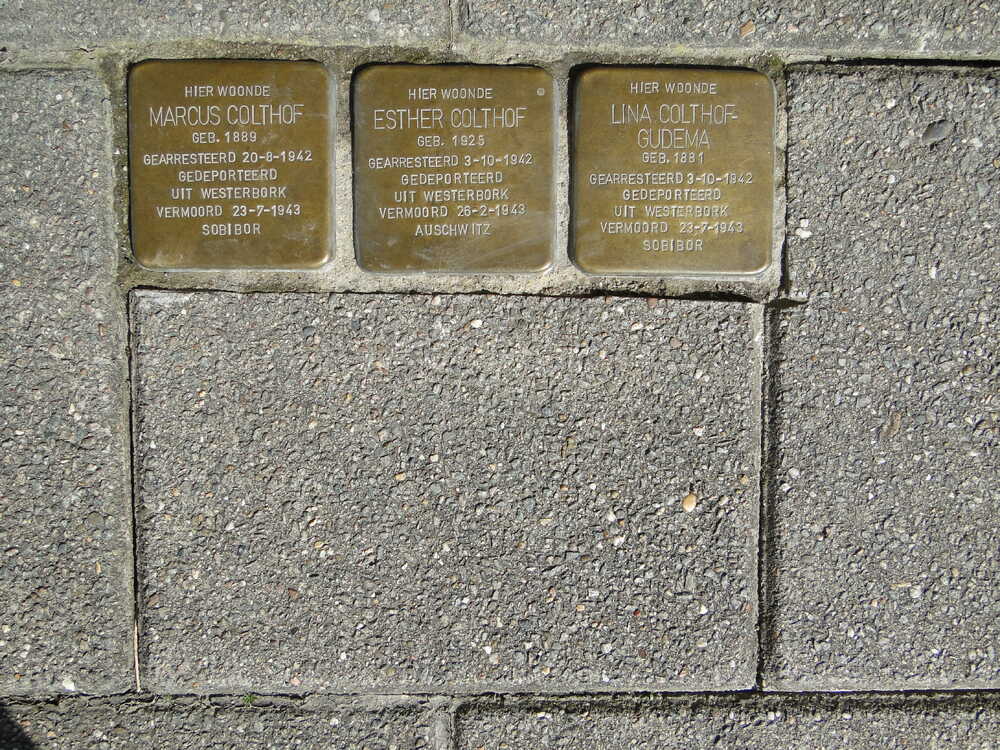 HIER WOONDE
MARCUS COLTHOF
GEB. 1889
GEARRESTEERD 20-8-1942
GEDEPORTEERD
UIT WESTERBORK
VERMOORD 23-7-1943
SOBIBOR
HIER WOONDE
ESTHER COLTHOF
GEB. 1925
GEARRESTEERD 3-10-1942
GEDEPORTEERD
UIT WESTERBORK
VERMOORD 26-2-1943
AUSCHWITZ
HIER WOONDE
LINA COLTHOF-
GUDEMA
GEB. 1881
GEARRESTEERD 3-10-1942
GEDEPORTEERD
UIT WESTERBORK
VERMOORD 23-7-1943
SOBIBOR